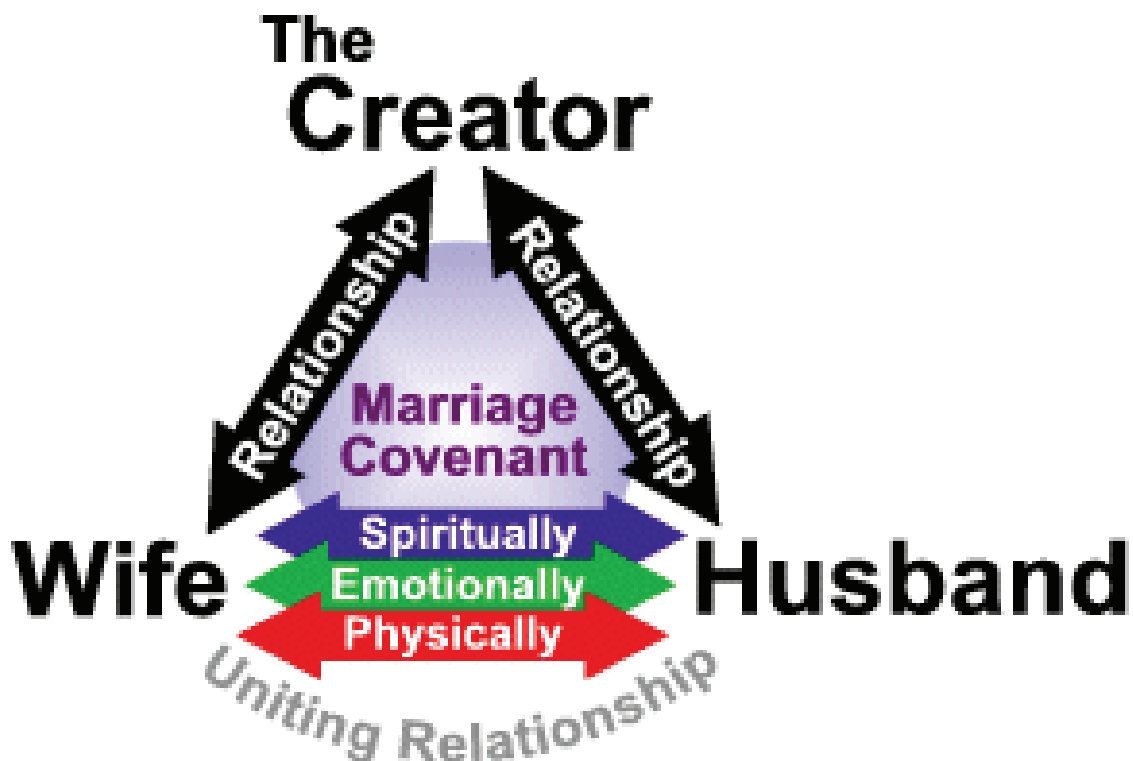 The
Creator
Relationship
Relationship
Marriage
Covenant
Spiritually
Wife
Emotionally
Husband
Physically
Uniting Relationship